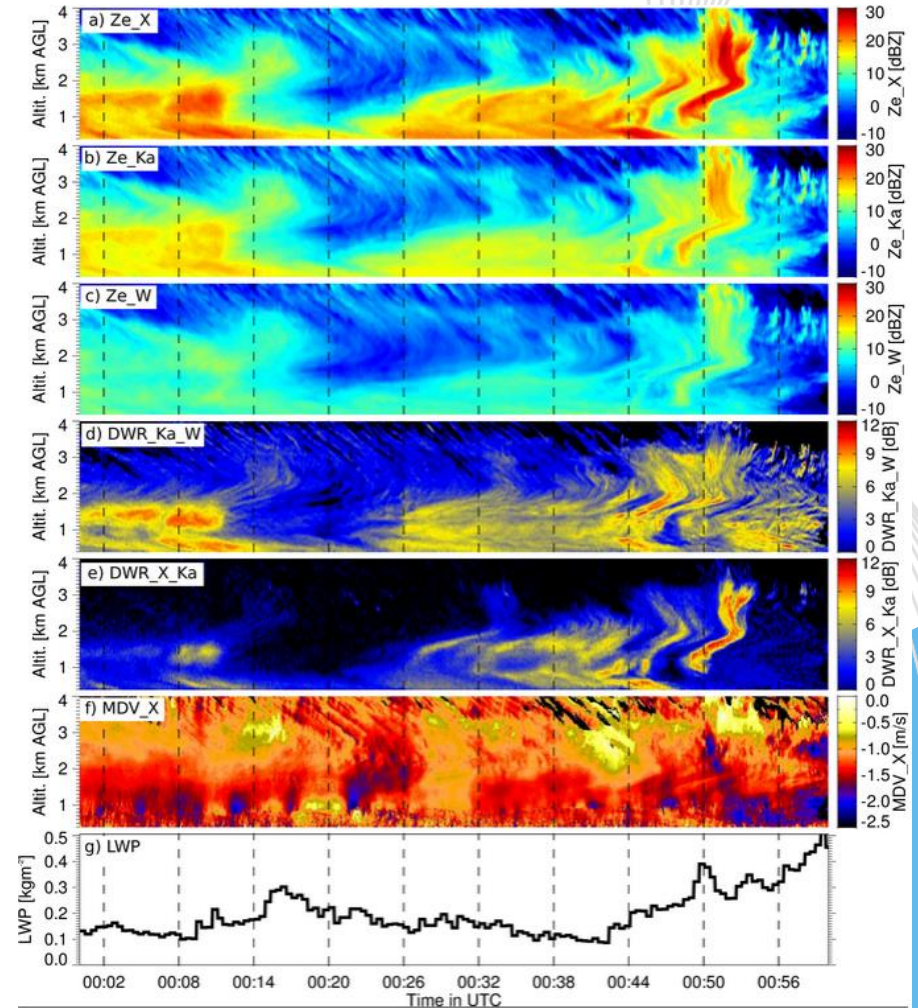 a) Ze_X
Altit. [km AGL]
4
3
2
1
30
20
10
0
-10
Ze_X [dBZ]
b) Ze_Ka
Altit. [km AGL]
4
3
2
1
30
20
10
0
-10
Ze_Ka [dBZ]
c) Ze_W
Altit. [km AGL]
4
3
2
1
30
20
10
0
-10
Ze_W [dBZ]
d) DWR_Ka_W
Altit. [km AGL]
4
3
2
1
12
9
6
3
0
DWR_Ka_W [dB]
e) DWR_X_Ka
Altit. [km AGL]
4
3
2
1
12
9
6
3
0
DWR_X_Ka [dB]
f) MDV_X
Altit. [km AGL]
4
3
2
1
0.0
-0.5
-1.0
-1.5
-2.0
-2.5
MDV_X [m/s]
g) LWP
LWP [kgm⁻²]
0.5
0.4
0.3
0.2
0.1
0.0
00:02 00:08 00:14 00:20 00:26 00:32 00:38 00:44 00:50 00:56
Time in UTC